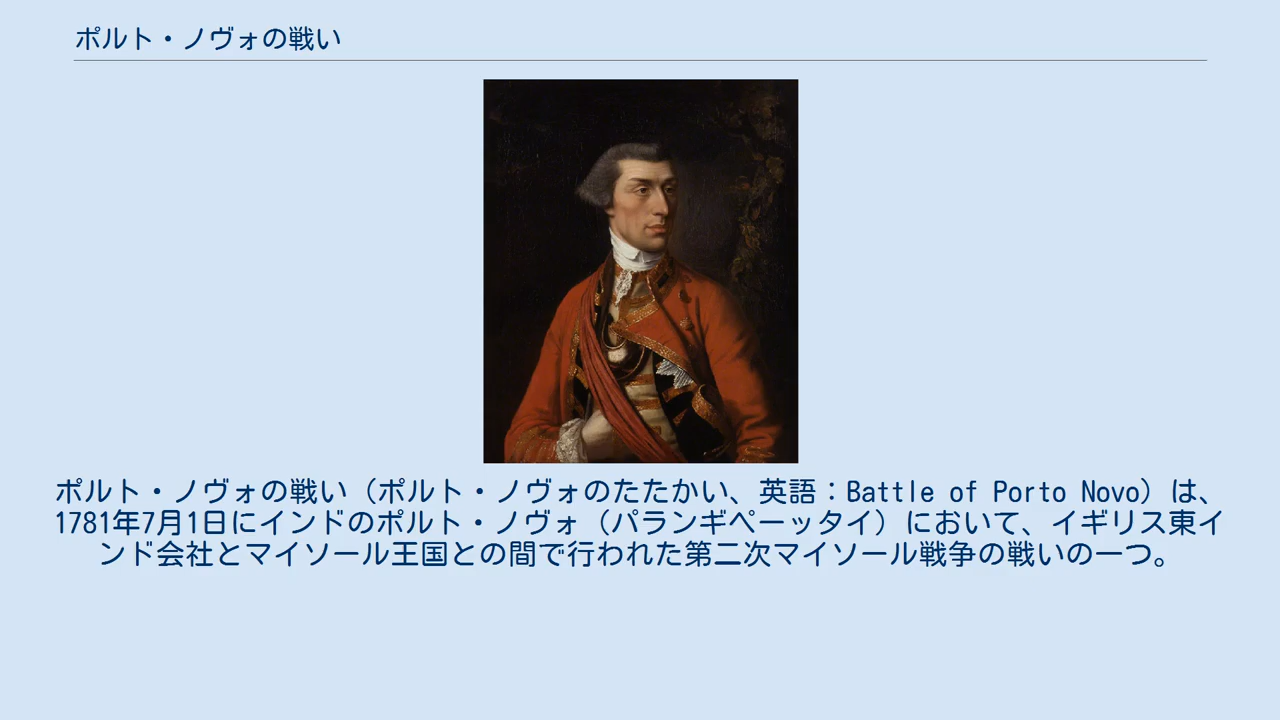 ポルト・ノヴォの戦い
ポルト・ノヴォの戦い（ポルト・ノヴォのたたかい、英語：Battle of Porto Novo）は、
1781年7月1日にインドのポルト・ノヴォ（パランギペーッタイ）において、イギリス東イ
ンド会社とマイソール王国との間で行われた第二次マイソール戦争の戦いの一つ。